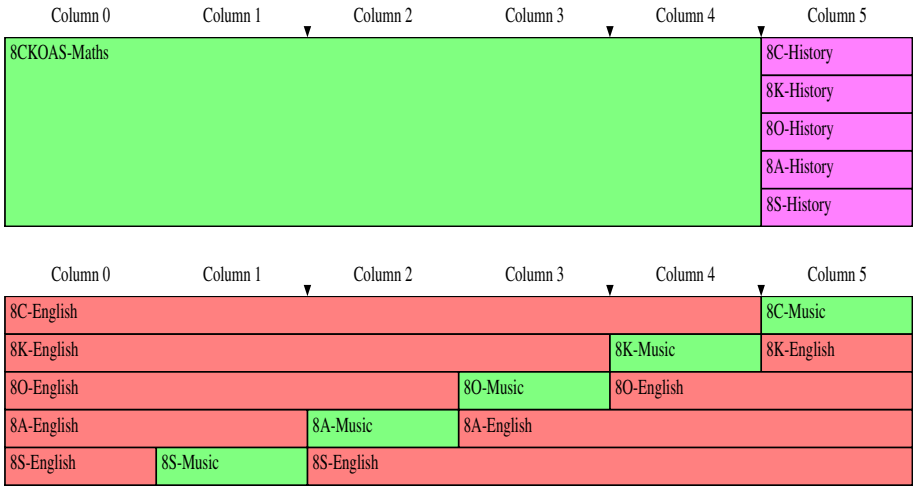 Column 0 Column 1 Column 2 Column 3 Column 4 Column 5
8CKOAS-Maths 8C-History
8K-History
8O-History
8A-History
8S-History
Column 0 Column 1 Column 2 Column 3 Column 4 Column 5
8C-English 8C-Music
8K-English 8K-Music 8K-English
8O-English 8O-Music 8O-English
8A-English 8A-Music 8A-English
8S-English 8S-Music 8S-English